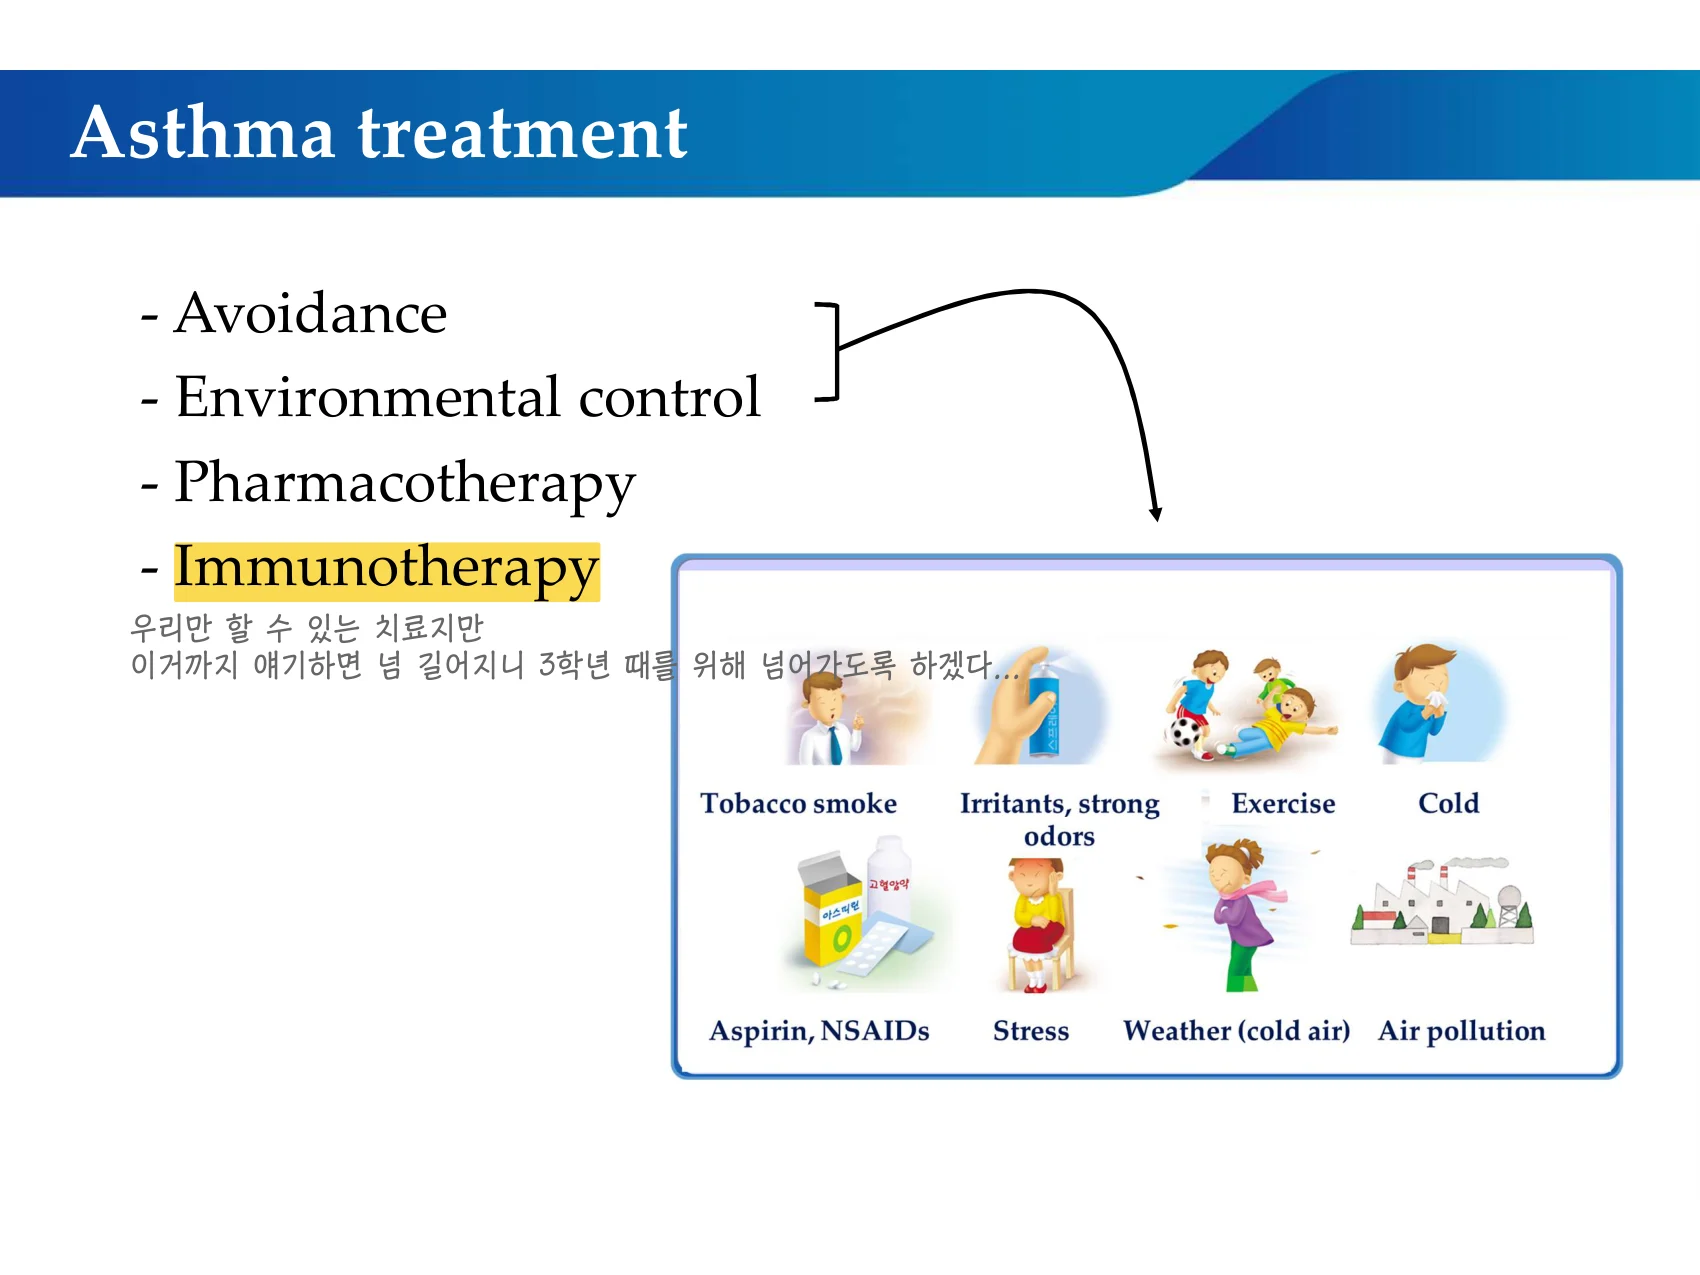 Asthma treatment
- Avoidance
- Environmental control
- Pharmacotherapy
- Immunotherapy
우리만 할 수 있는 치료지만
이거까지 얘기하면 넘 길어지니 3학년 때를 위해 넘어가도록 하겠다...
Tobacco smoke
Irritants, strong
odors
Exercise
Cold
고혈압약
아스피린
Aspirin, NSAIDs
Stress
Weather (cold air)
Air pollution